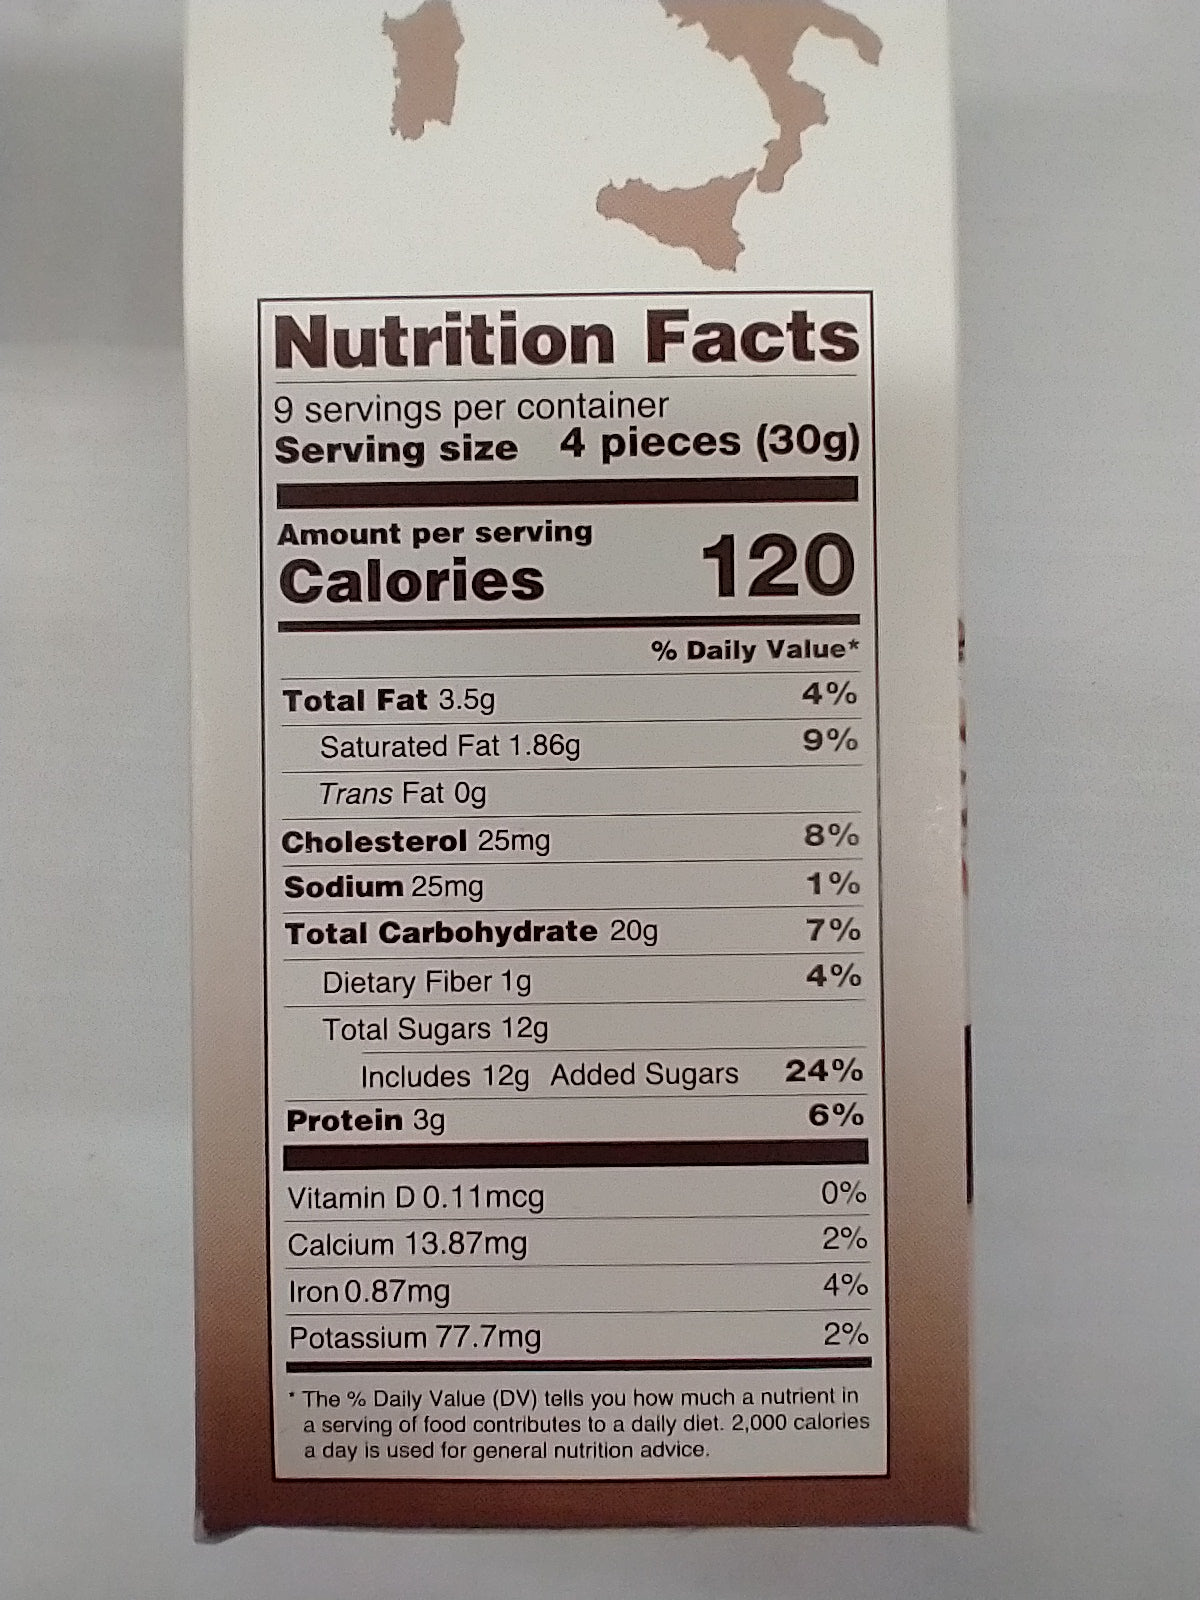 Nutrition Facts
9 servings per container
Serving size 4 pieces (30g)
Amount per serving
Calories 120
% Daily Value*
Total Fat 3.5g 4%
Saturated Fat 1.86g 9%
Trans Fat 0g
Cholesterol 25mg 8%
Sodium 25mg 1%
Total Carbohydrate 20g 7%
Dietary Fiber 1g 4%
Total Sugars 12g
Includes 12g Added Sugars 24%
Protein 3g 6%
Vitamin D 0.11mcg 0%
Calcium 13.87mg 2%
Iron 0.87mg 4%
Potassium 77.7mg 2%
* The % Daily Value (DV) tells you how much a nutrient in
a serving of food contributes to a daily diet. 2,000 calories
a day is used for general nutrition advice.